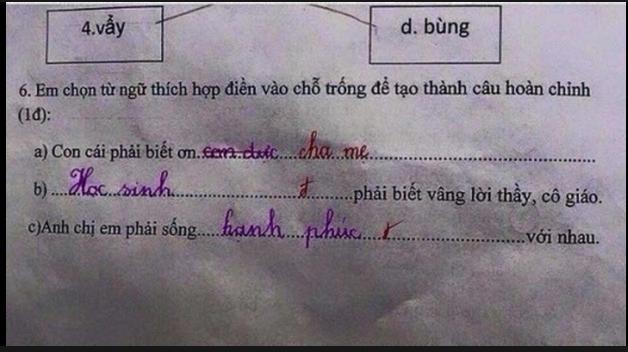 4.vẩy
d. bùng
6. Em chọn từ ngữ thích hợp điền vào chỗ trống để tạo thành câu hoàn chỉnh
(1đ):
a) Con cái phải biết ơn.....cha mẹ.....
b) ....Học sinh.....phải biết vâng lời thầy, cô giáo.
c)Anh chị em phải sống....hạnh phúc.....với nhau.